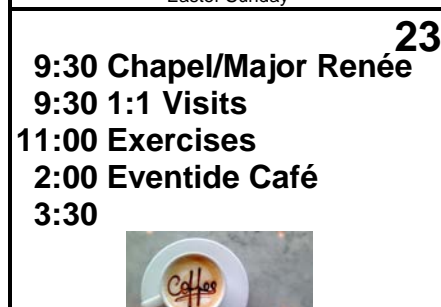 Easter Sunday
23
9:30 Chapel/Major Renée
9:30 1:1 Visits
11:00 Exercises
2:00 Eventide Café
3:30
Coffee